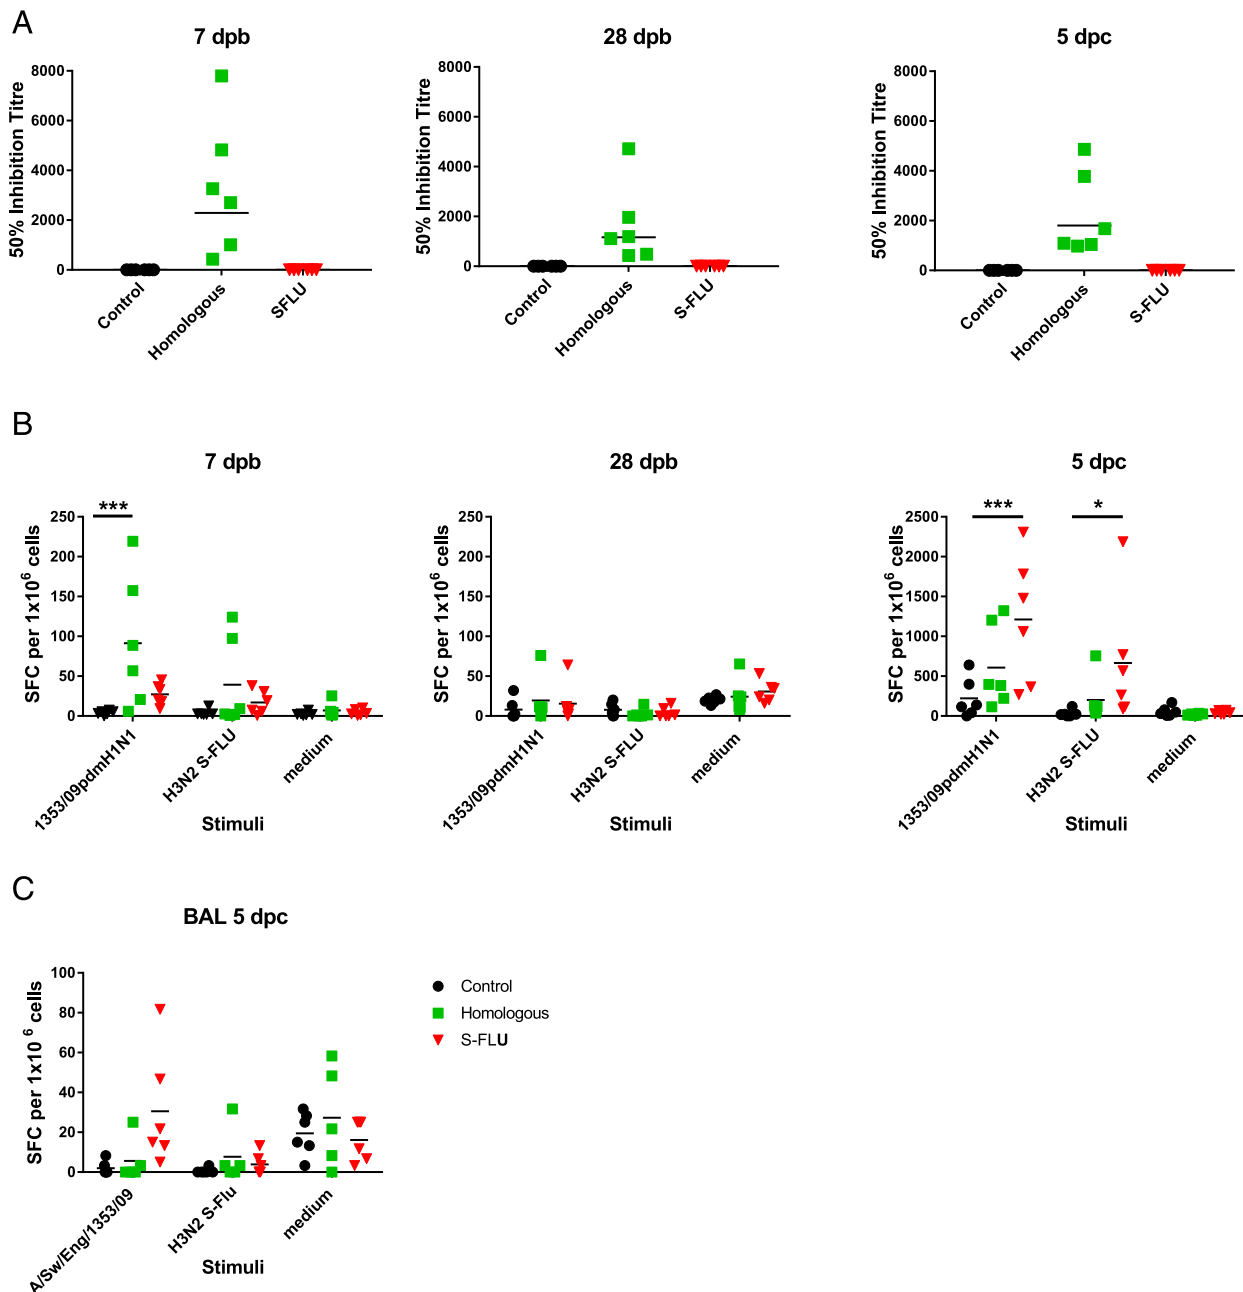 A
7 dpb
28 dpb
5 dpc
50% Inhibition Titre
8000
6000
4000
2000
0
Control
Homologous
SFLU
50% Inhibition Titre
8000
6000
4000
2000
0
Control
Homologous
S-FLU
50% Inhibition Titre
8000
6000
4000
2000
0
Control
Homologous
S-FLU
B
7 dpb
28 dpb
5 dpc
SFC per 1x10⁶ cells
250
200
150
100
50
0
***
1353/09pdmH1N1
H3N2 S-FLU
medium
Stimuli
SFC per 1x10⁶ cells
250
200
150
100
50
0
1353/09pdmH1N1
H3N2 S-FLU
medium
Stimuli
SFC per 1x10⁶ cells
2500
2000
1500
1000
500
0
***
*
1353/09pdmH1N1
H3N2 S-FLU
medium
Stimuli
C
BAL 5 dpc
SFC per 1x10 ⁶ cells
100
80
60
40
20
0
A/Sw/Eng/1353/09
H3N2 S-Flu
medium
Stimuli
Control
Homologous
S-FLU